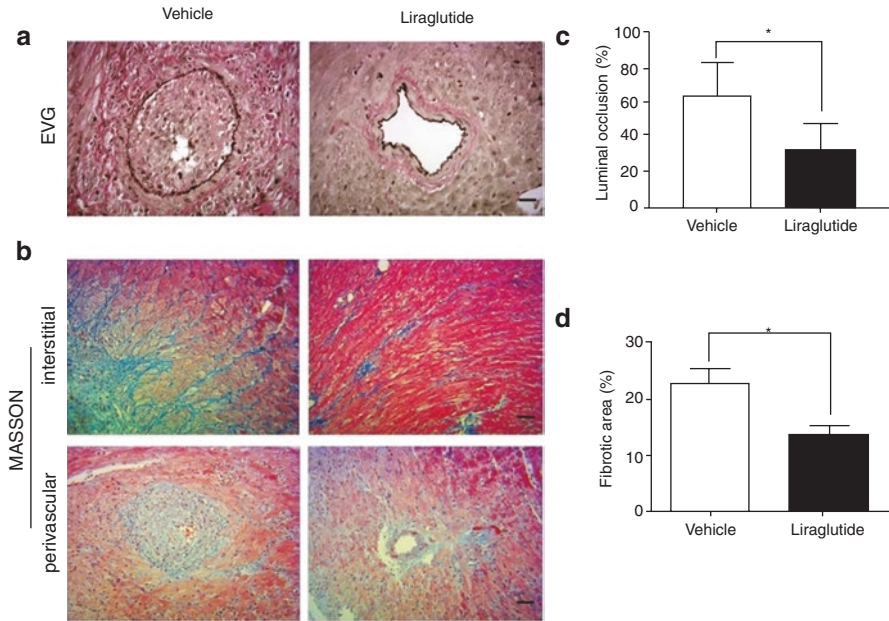 Vehicle
Liraglutide
a
EVG
b
MASSON
interstitial
perivascular
c
Luminal occlusion (%)
100
80
60
40
20
0
*
Vehicle
Liraglutide
d
Fibrotic area (%)
30
20
10
0
*
Vehicle
Liraglutide